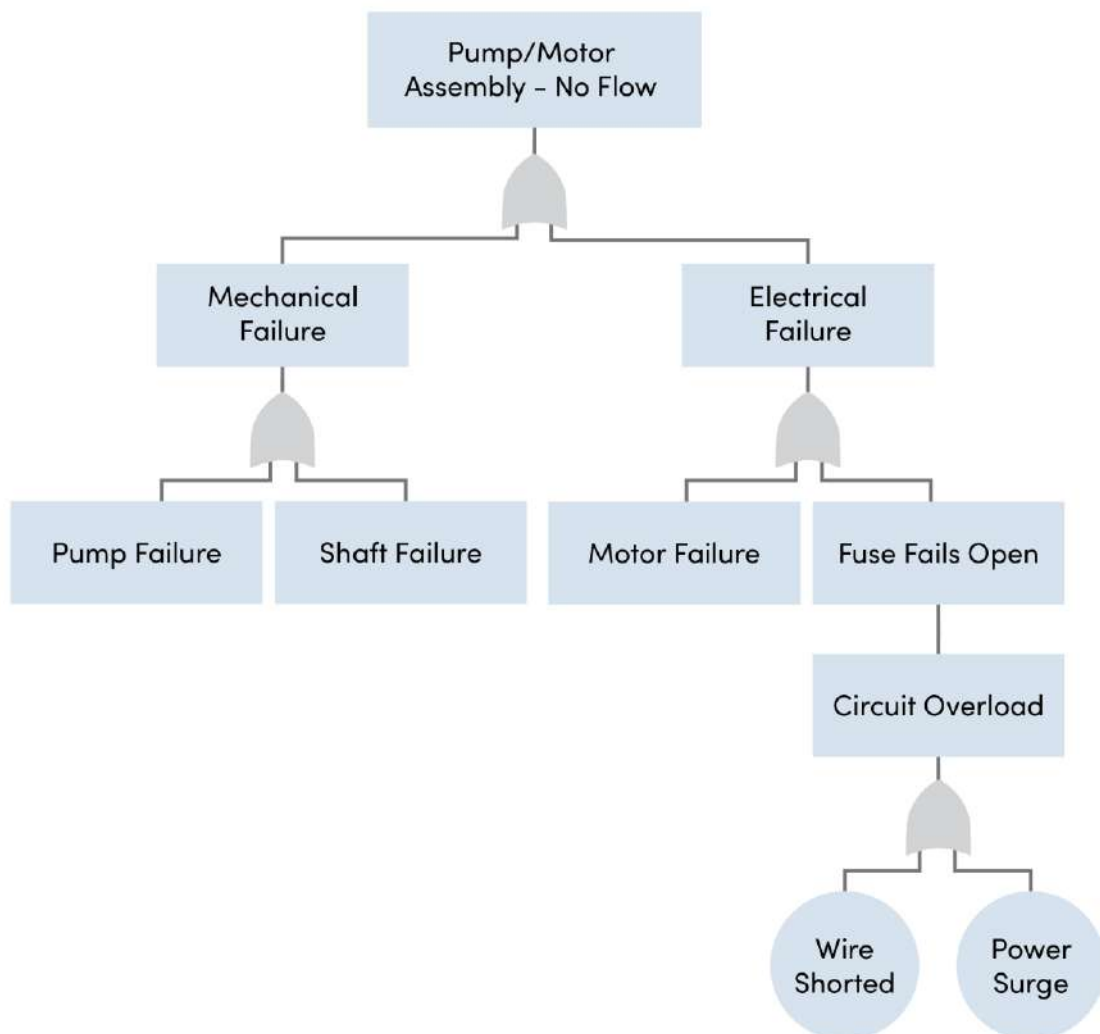 Pump/Motor
Assembly – No Flow
Mechanical
Failure
Electrical
Failure
Pump Failure
Shaft Failure
Motor Failure
Fuse Fails Open
Circuit Overload
Wire
Shorted
Power
Surge